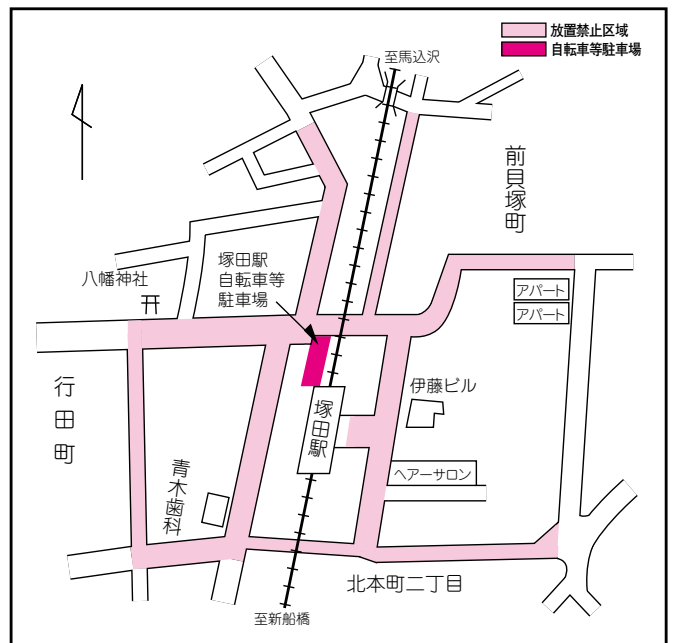 放置禁止区域
自転車等駐車場
至馬込沢
前貝塚町
塚田駅
自転車等
駐車場
八幡神社
アパート
アパート
行田町
伊藤ビル
塚田駅
ヘアーサロン
青木歯科
北本町二丁目
至新船橋